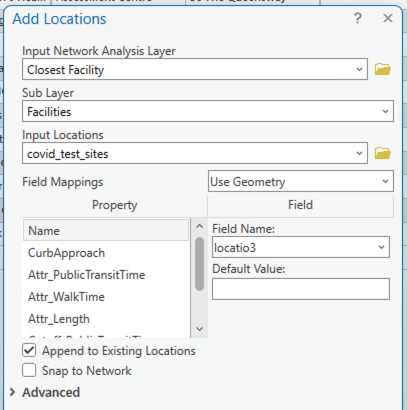 Add Locations ? ×
Input Network Analysis Layer
Closest Facility
Sub Layer
Facilities
Input Locations
covid_test_sites
Field Mappings Use Geometry
Property Field
Name
CurbApproach
Attr_PublicTransitTime
Attr_WalkTime
Attr_Length
Field Name:
locatio3
Default Value:
Append to Existing Locations
Snap to Network
Advanced